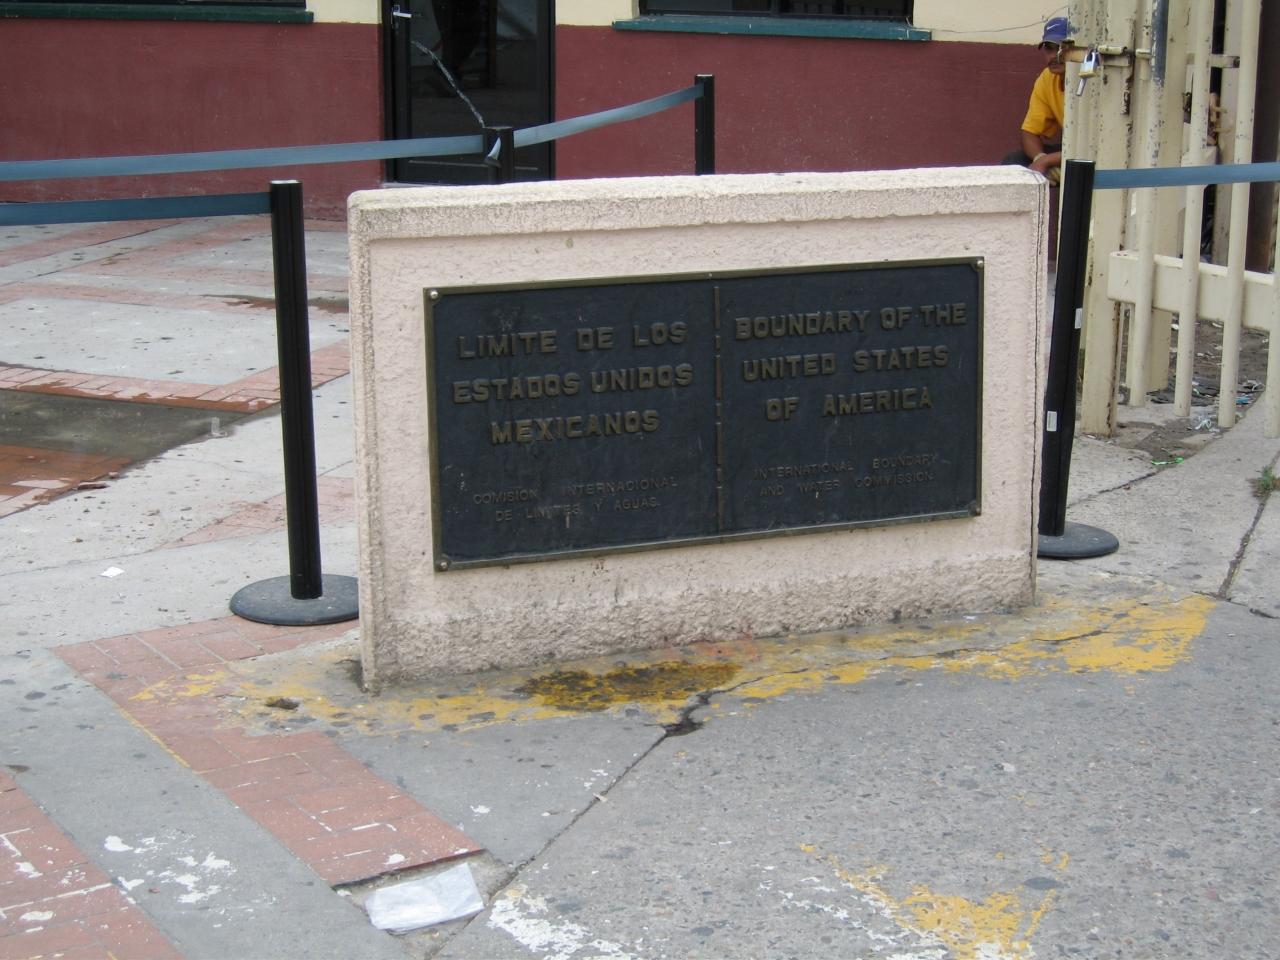 LIMITE DE LOS
ESTADOS UNIDOS
MEXICANOS
COMISION INTERNACIONAL
DE LIMITES Y AGUAS.
BOUNDARY OF THE
UNITED STATES
OF AMERICA
INTERNATIONAL BOUNDARY
AND WATER COMMISSION